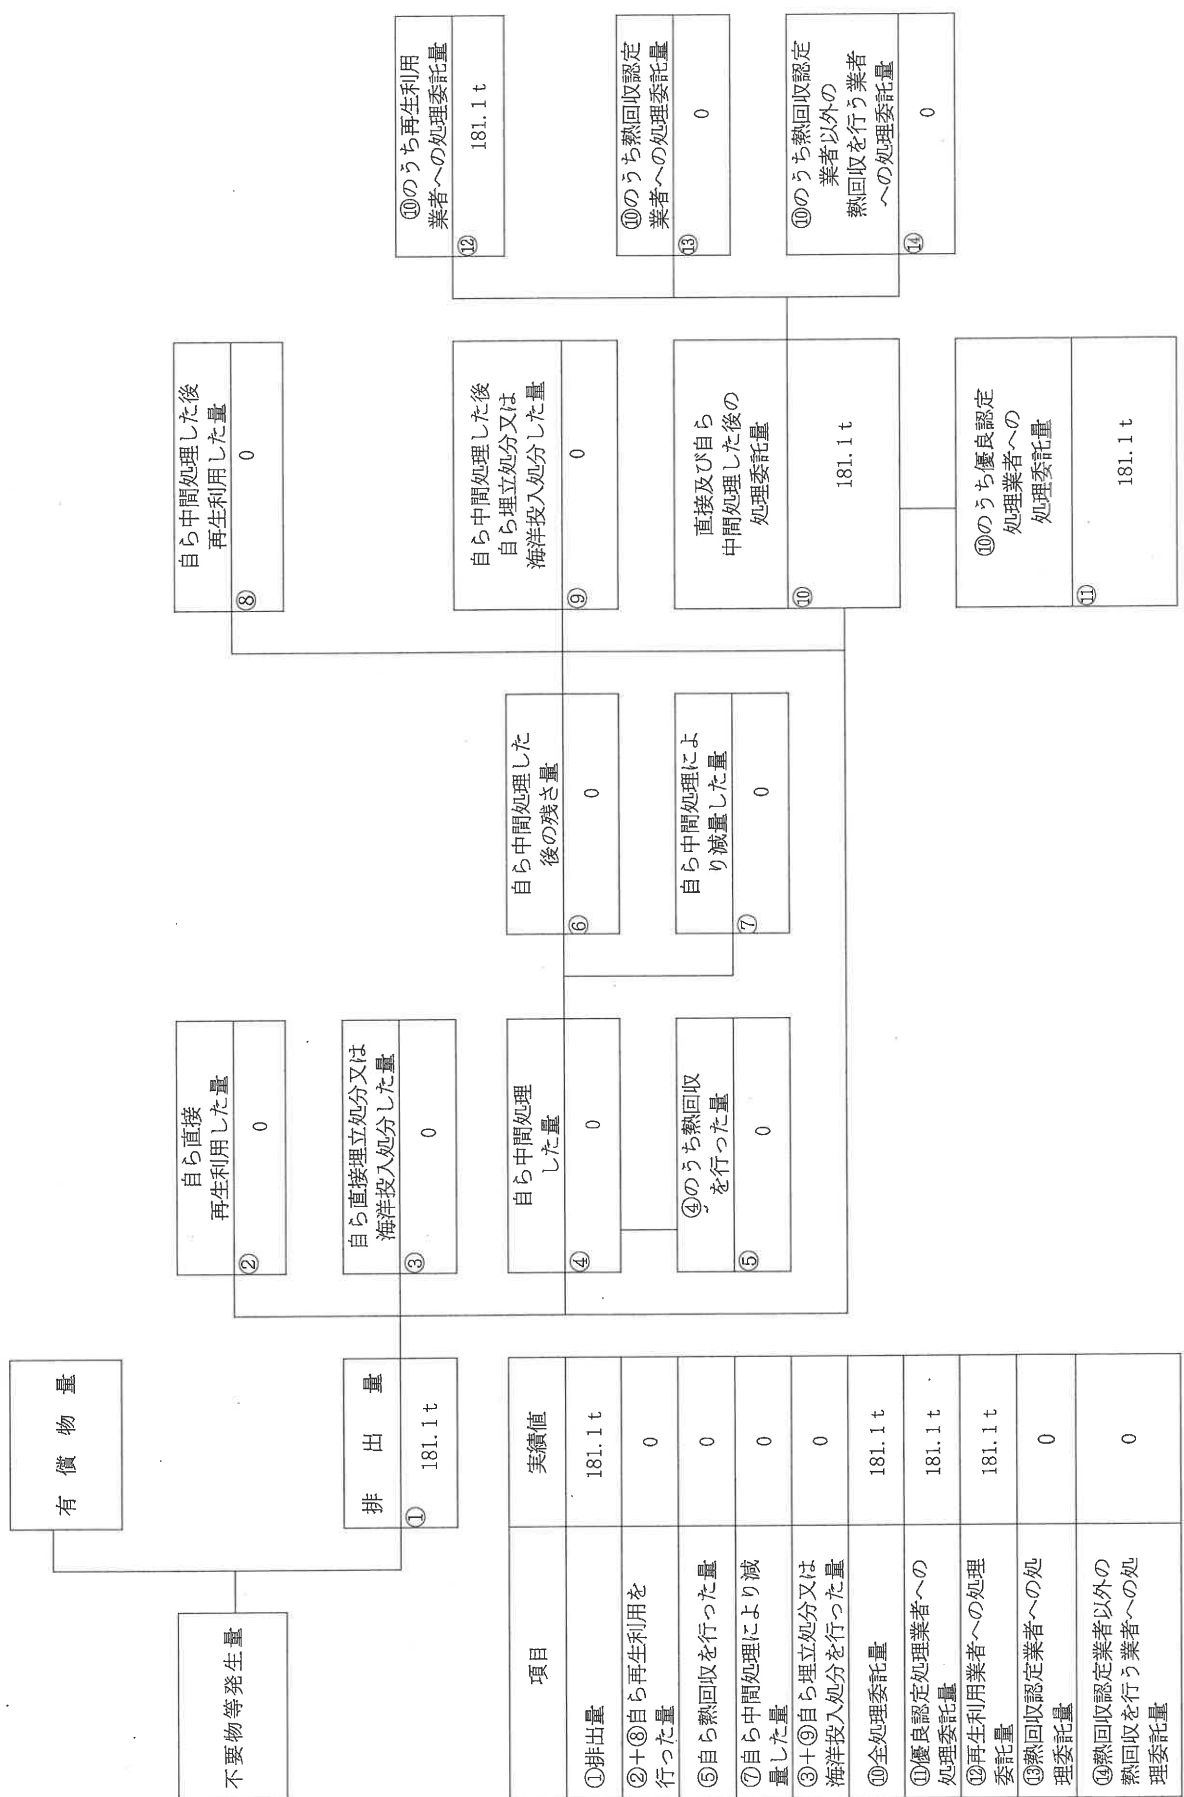 有償物量
不要物等発生量
排出量
①
181.1 t
自ら直接
再生利用した量
②
0
自ら直接埋立処分又は
海洋投入処分した量
③
0
自ら中間処理
した量
④
0
④のうち熱回収
を行った量
⑤
0
自ら中間処理した
後の残さ量
⑥
0
自ら中間処理によ
り減量した量
⑦
0
自ら中間処理した後
再生利用した量
⑧
0
自ら中間処理した後
自ら埋立処分又は
海洋投入処分した量
⑨
0
直接及び自ら
中間処理した後の
処理委託量
⑩
181.1 t
⑩のうち優良認定
処理業者への
処理委託量
⑪
181.1 t
⑩のうち再生利用
業者への処理委託量
⑫
181.1 t
⑩のうち熱回収認定
業者への処理委託量
⑬
0
⑩のうち熱回収認定
業者以外の
熱回収を行う業者
への処理委託量
⑭
0
項目 実績値
①排出量 181.1 t
②+⑧自ら再生利用を
行った量 0
⑤自ら熱回収を行った量 0
⑦自ら中間処理により減
量した量 0
③+⑨自ら埋立処分又は
海洋投入処分を行った量 0
⑩全処理委託量 181.1 t
⑪優良認定処理業者への
処理委託量 181.1 t
⑫再生利用業者への処理
委託量 181.1 t
⑬熱回収認定業者への処
理委託量 0
⑭熱回収認定業者以外の
熱回収を行う業者への処
理委託量 0